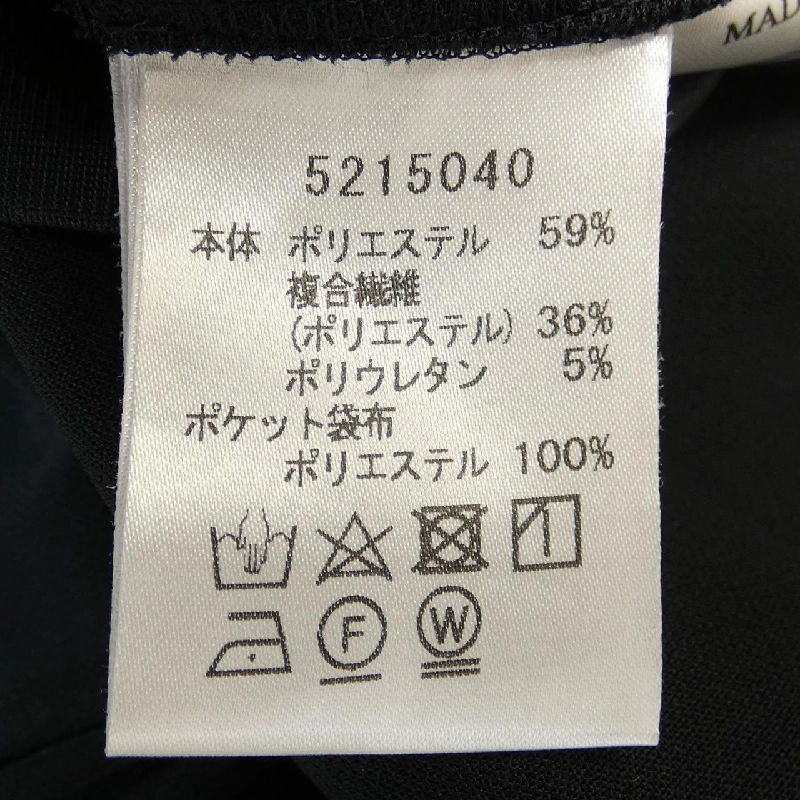 MAD
5215040
本体 ポリエステル 59%
複合繊維
(ポリエステル) 36%
ポリウレタン 5%
ポケット袋布
ポリエステル 100%
F W